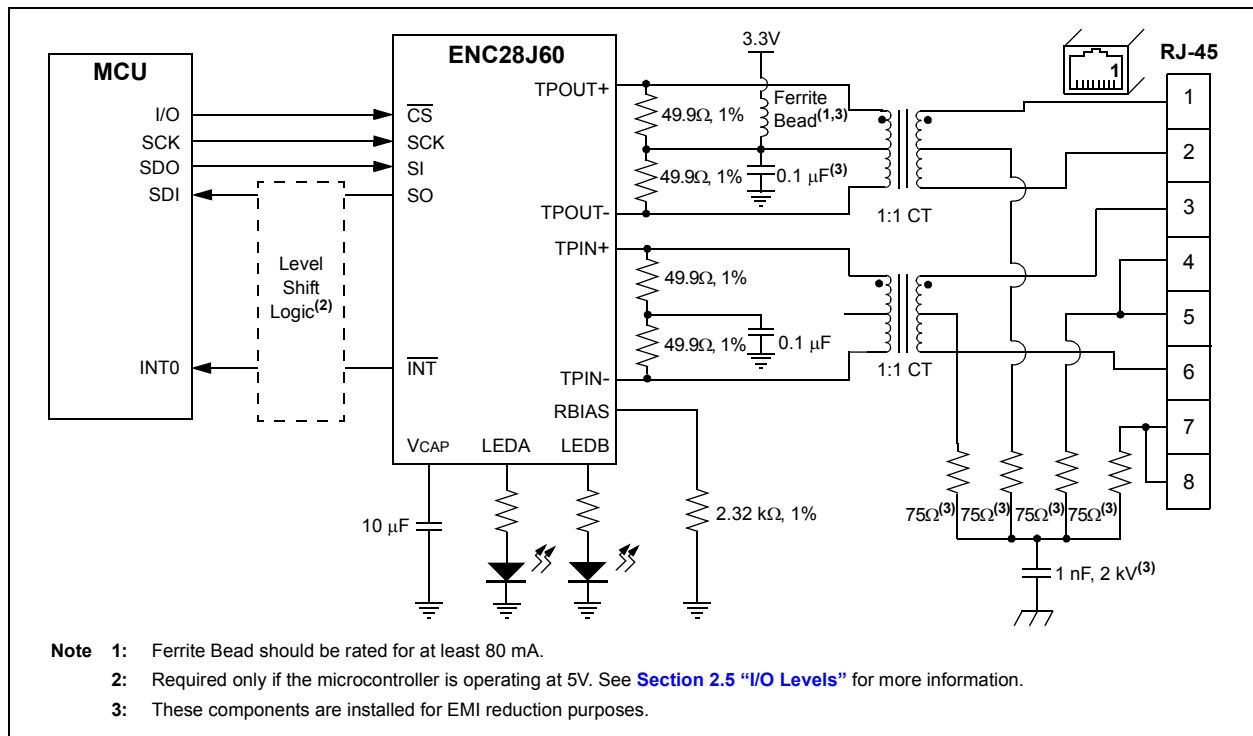 MCU
I/O
SCK
SDO
SDI
INT0
Level
Shift
Logic(2)
ENC28J60
CS
SCK
SI
SO
INT
TPOUT+
TPOUT-
TPIN+
TPIN-
RBIAS
VCAP LEDA LEDB
10 µF
2.32 kΩ, 1%
3.3V
Ferrite
Bead(1,3)
49.9Ω, 1%
49.9Ω, 1%
0.1 µF(3)
1:1 CT
49.9Ω, 1%
49.9Ω, 1%
0.1 µF
1:1 CT
1
RJ-45
1
2
3
4
5
6
7
8
75Ω(3) 75Ω(3) 75Ω(3) 75Ω(3)
1 nF, 2 kV(3)
Note 1: Ferrite Bead should be rated for at least 80 mA.
2: Required only if the microcontroller is operating at 5V. See Section 2.5 “I/O Levels” for more information.
3: These components are installed for EMI reduction purposes.